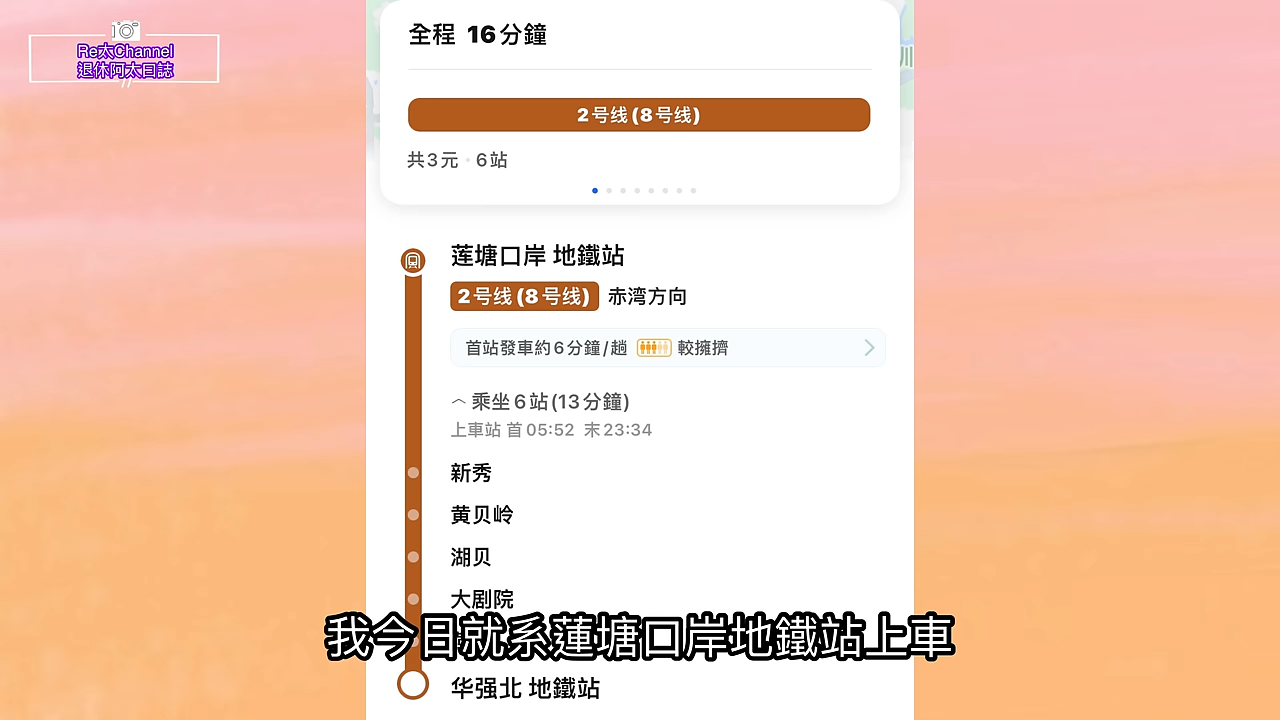 Re太Channel
退休阿太日誌
全程 16分鐘
2号线(8号线)
共3元 · 6站
莲塘口岸 地鐵站
2号线(8号线) 赤湾方向
首站發車約6分鐘/趟 較擁擠
乘坐6站(13分鐘)
上車站 首05:52 末23:34
新秀
黄贝岭
湖贝
大剧院
我今日就系蓮塘口岸地鐵站上車
华强北 地鐵站